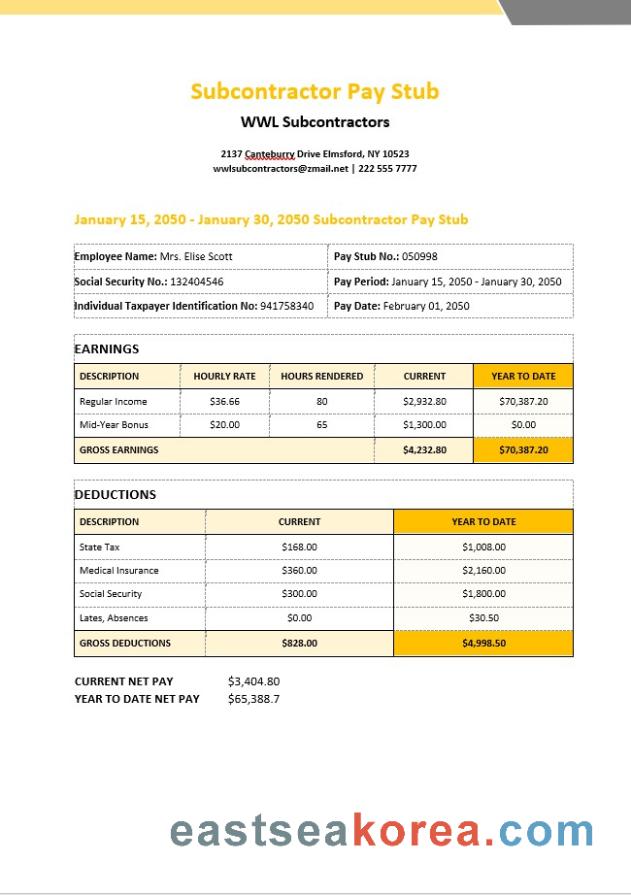 Subcontractor Pay Stub
WWL Subcontractors
2137 Canteburry Drive Elmsford, NY 10523
wwlsubcontractors@zmail.net | 222 555 7777
January 15, 2050 - January 30, 2050 Subcontractor Pay Stub
Employee Name: Mrs. Elise Scott Pay Stub No.: 050998
Social Security No.: 132404546 Pay Period: January 15, 2050 - January 30, 2050
Individual Taxpayer Identification No: 941758340 Pay Date: February 01, 2050
EARNINGS
DESCRIPTION HOURLY RATE HOURS RENDERED CURRENT YEAR TO DATE
Regular Income $36.66 80 $2,932.80 $70,387.20
Mid-Year Bonus $20.00 65 $1,300.00 $0.00
GROSS EARNINGS $4,232.80 $70,387.20
DEDUCTIONS
DESCRIPTION CURRENT YEAR TO DATE
State Tax $168.00 $1,008.00
Medical Insurance $360.00 $2,160.00
Social Security $300.00 $1,800.00
Lates, Absences $0.00 $30.50
GROSS DEDUCTIONS $828.00 $4,998.50
CURRENT NET PAY $3,404.80
YEAR TO DATE NET PAY $65,388.7
eastseakorea.com